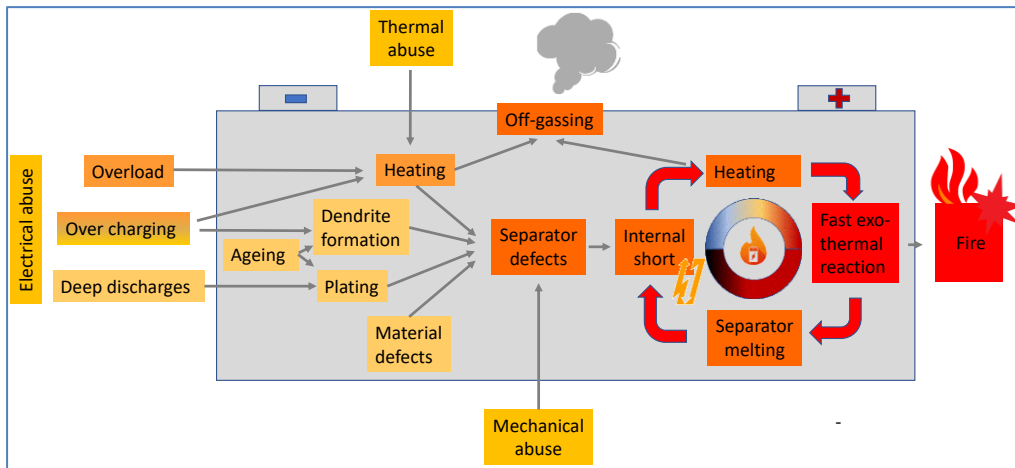 Thermal
abuse
Off-gassing
Electrical abuse
Overload
Heating
Heating
Over charging
Dendrite
formation
Ageing
Separator
defects
Internal
short
Fast exo-
thermal
reaction
Fire
Deep discharges
Plating
Material
defects
Separator
melting
Mechanical
abuse
-